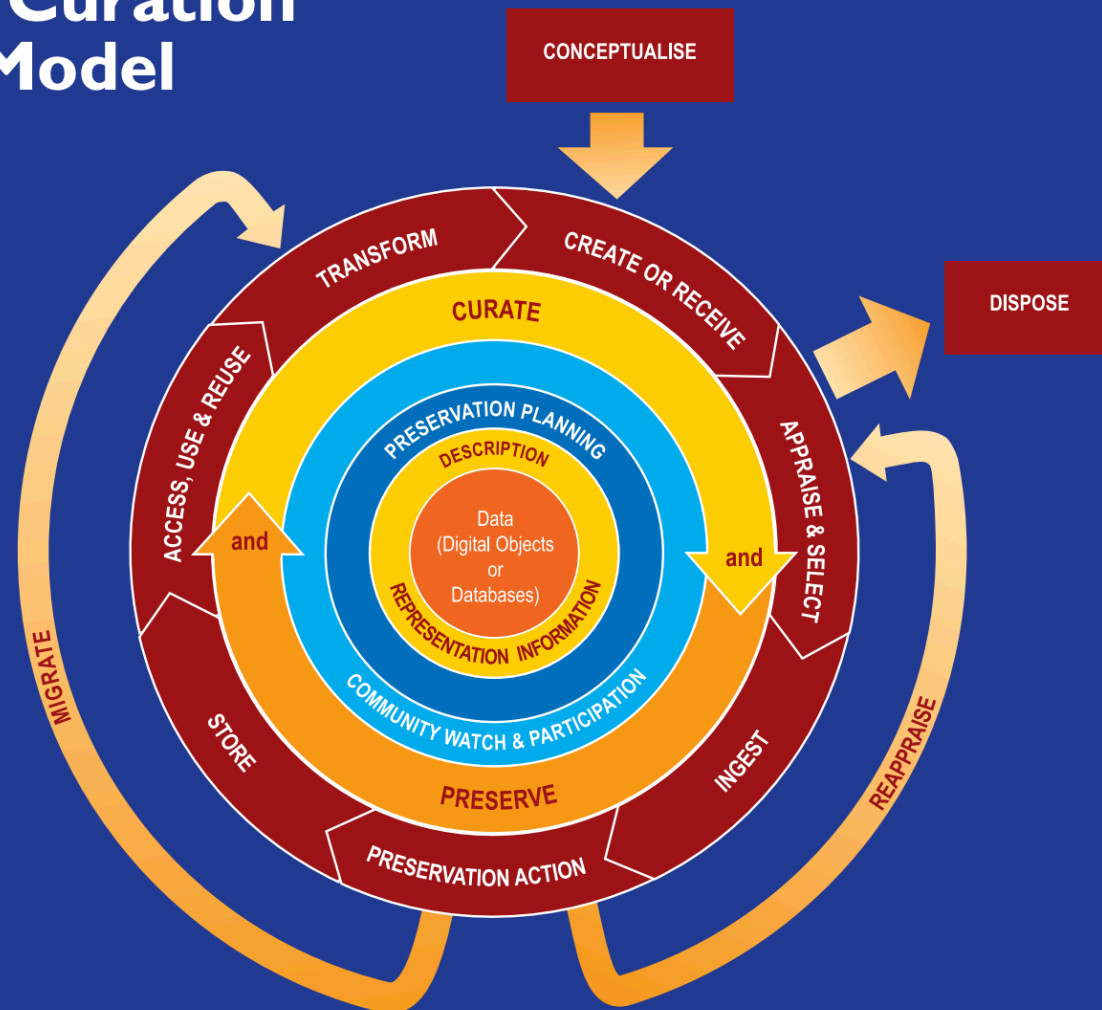 Curation
Model
CONCEPTUALISE
DISPOSE
TRANSFORM
CREATE OR RECEIVE
ACCESS, USE & REUSE
APPRAISE & SELECT
CURATE
PRESERVATION PLANNING
DESCRIPTION
Data
(Digital Objects
or
Databases)
and
and
REPRESENTATION INFORMATION
COMMUNITY WATCH & PARTICIPATION
PRESERVE
MIGRATE
STORE
INGEST
REAPPRAISE
PRESERVATION ACTION